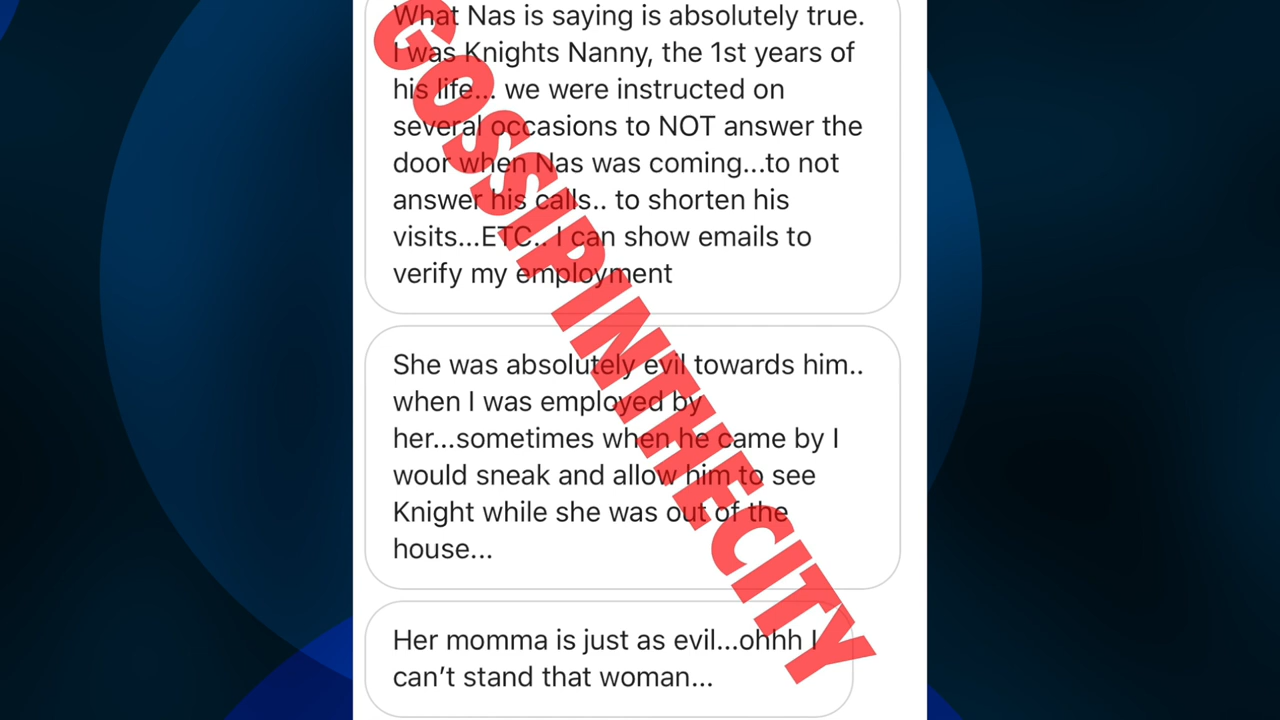 What Nas is saying is absolutely true.
I was Knights Nanny, the 1st years of
his life... we were instructed on
several occasions to NOT answer the
door when Nas was coming...to not
answer his calls.. to shorten his
visits...ETC.. I can show emails to
verify my employment
She was absolutely evil towards him..
when I was employed by
her...sometimes when he came by I
would sneak and allow him to see
Knight while she was out of the
house...
Her momma is just as evil...ohhh I
can’t stand that woman...
GOSSIPINTHECITY